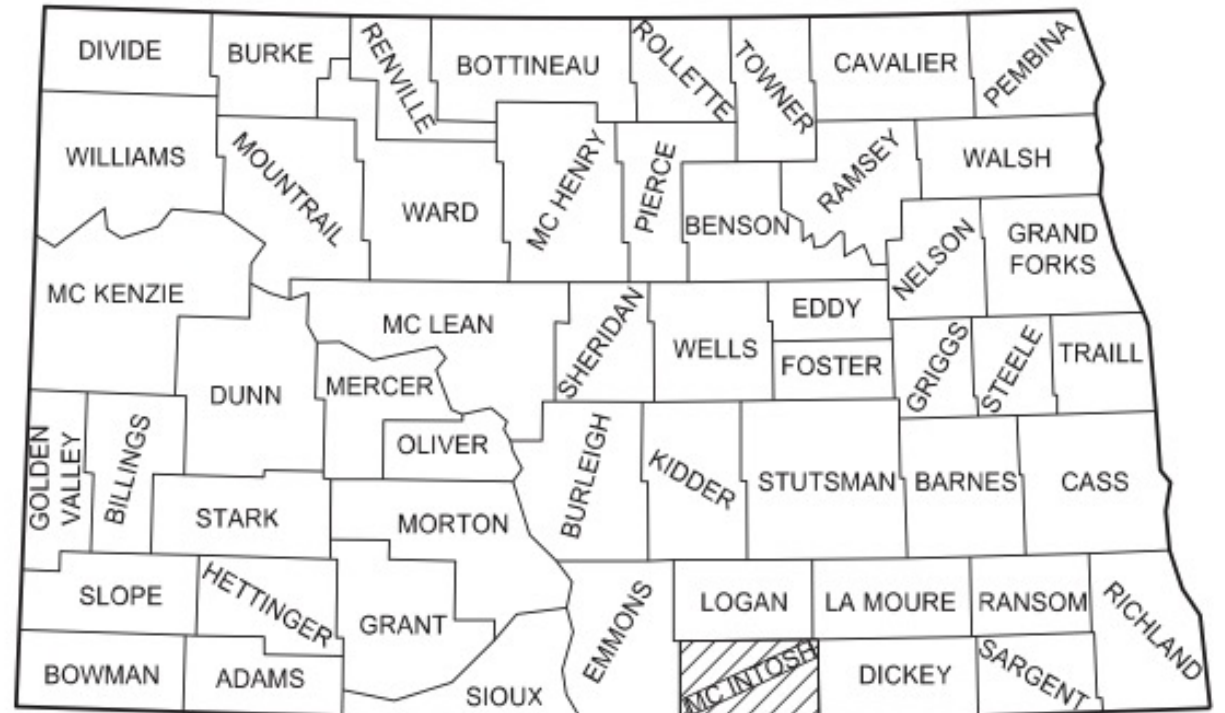 DIVIDE
BURKE
RENVILLE
BOTTINEAU
ROLLETTE
TOWNER
CAVALIER
PEMBINA
WILLIAMS
MOUNTRAIL
WARD
MC HENRY
PIERCE
BENSON
RAMSEY
WALSH
NELSON
GRAND
FORKS
MC KENZIE
DUNN
MC LEAN
MERCER
OLIVER
SHERIDAN
WELLS
EDDY
FOSTER
GRIGGS
STEELE
TRAILL
GOLDEN
VALLEY
BILLINGS
STARK
MORTON
BURLEIGH
KIDDER
STUTSMAN
BARNES
CASS
SLOPE
HETTINGER
GRANT
EMMONS
LOGAN
LA MOURE
RANSOM
RICHLAND
BOWMAN
ADAMS
SIOUX
MC INTOSH
DICKEY
SARGENT